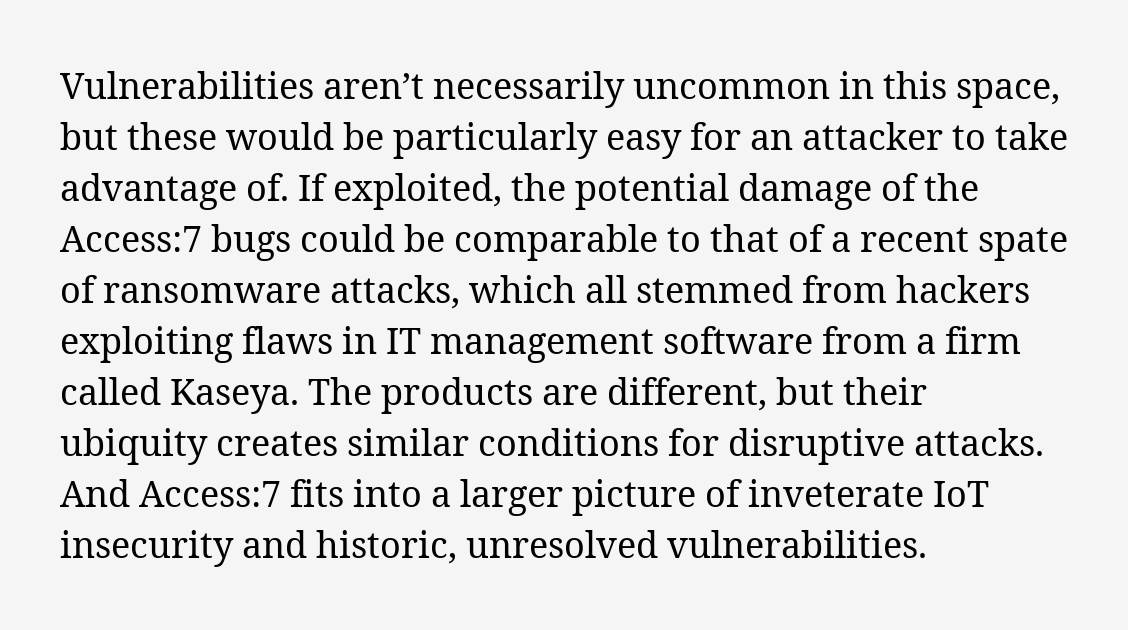 Vulnerabilities aren’t necessarily uncommon in this space,
but these would be particularly easy for an attacker to take
advantage of. If exploited, the potential damage of the
Access:7 bugs could be comparable to that of a recent spate
of ransomware attacks, which all stemmed from hackers
exploiting flaws in IT management software from a firm
called Kaseya. The products are different, but their
ubiquity creates similar conditions for disruptive attacks.
And Access:7 fits into a larger picture of inveterate IoT
insecurity and historic, unresolved vulnerabilities.